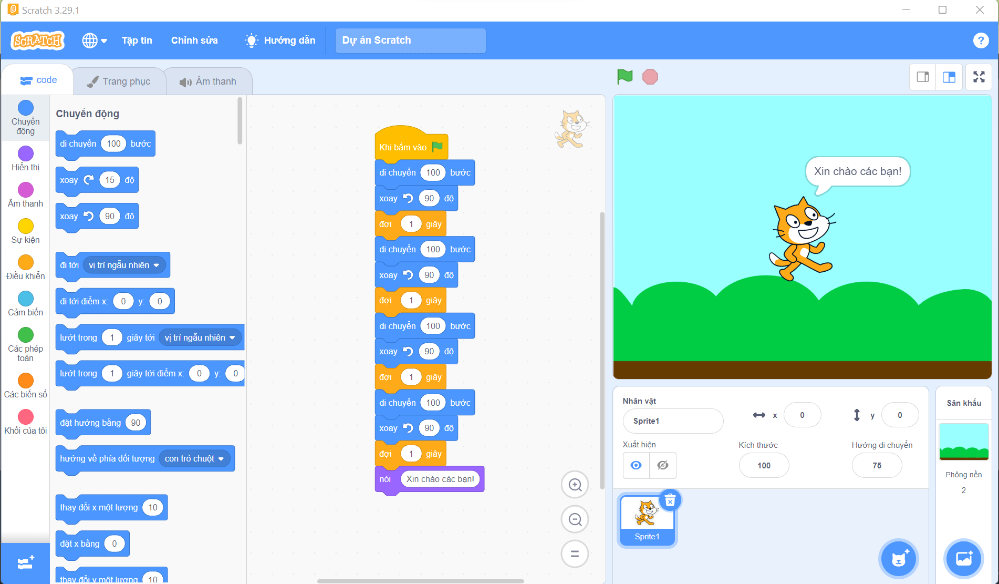 Scratch 3.29.1
SCRATCH
Tập tin
Chỉnh sửa
Hướng dẫn
Dự án Scratch
?
code
Trang phục
Âm thanh
Chuyển
động
Hiển thị
Âm thanh
Sự kiện
Điều khiển
Cảm biến
Các phép
toán
Các biến số
Khối của tôi
Chuyển động
di chuyển 100 bước
xoay 15 độ
xoay 90 độ
đi tới vị trí ngẫu nhiên
đi tới điểm x: 0 y: 0
lướt trong 1 giây tới vị trí ngẫu nhiên
lướt trong 1 giây tới điểm x: 0 y: 0
đặt hướng bằng 90
hướng về phía đối tượng con trỏ chuột
thay đổi x một lượng 10
đặt x bằng 0
thay đổi y một lượng 10
Khi bấm vào
di chuyển 100 bước
xoay 90 độ
đợi 1 giây
di chuyển 100 bước
xoay 90 độ
đợi 1 giây
di chuyển 100 bước
xoay 90 độ
đợi 1 giây
di chuyển 100 bước
xoay 90 độ
đợi 1 giây
nói Xin chào các bạn!
Xin chào các bạn!
Nhân vật
Sprite1
x 0
y 0
Xuất hiện
Kích thước
100
Hướng di chuyển
75
Sprite1
Sân khấu
Phông nền
2